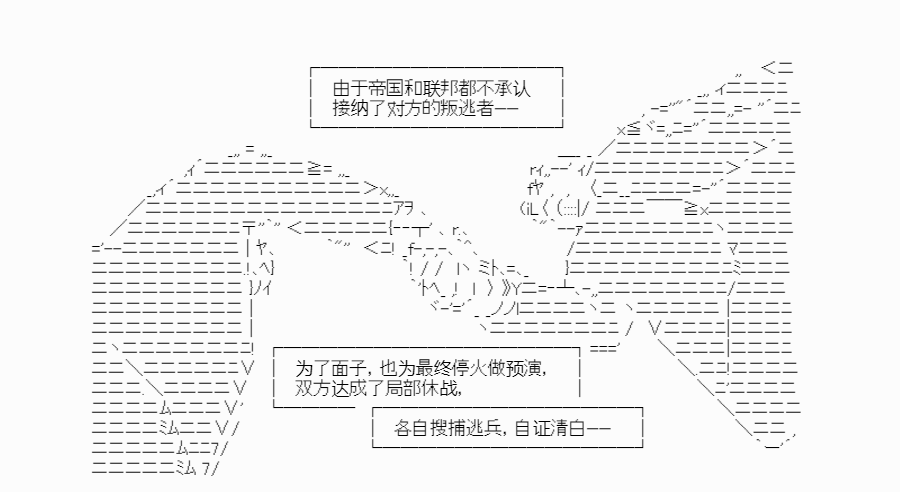 由于帝国和联邦都不承认
接纳了对方的叛逃者——
为了面子，也为最终停火做预演，
双方达成了局部休战，
各自搜捕逃兵，自证清白——